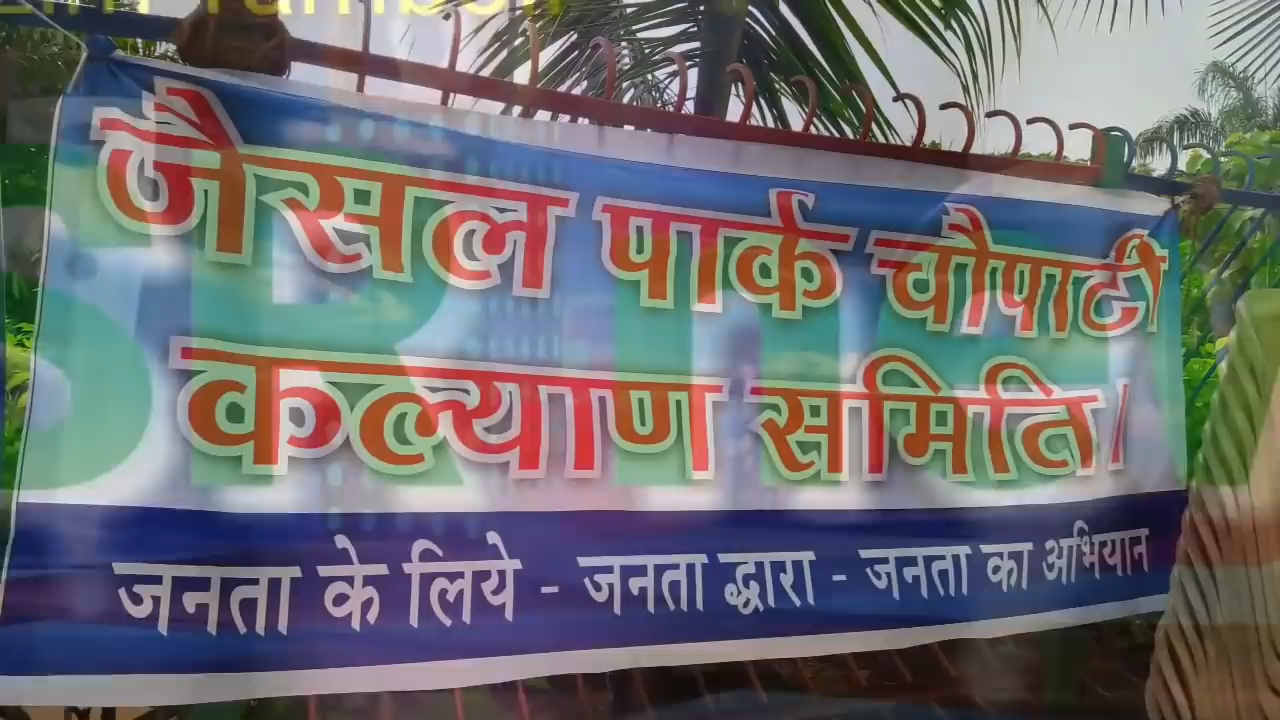 जैसल पार्क चौपाटी
कल्याण समिति।
जनता के लिये - जनता द्धारा - जनता का अभियान